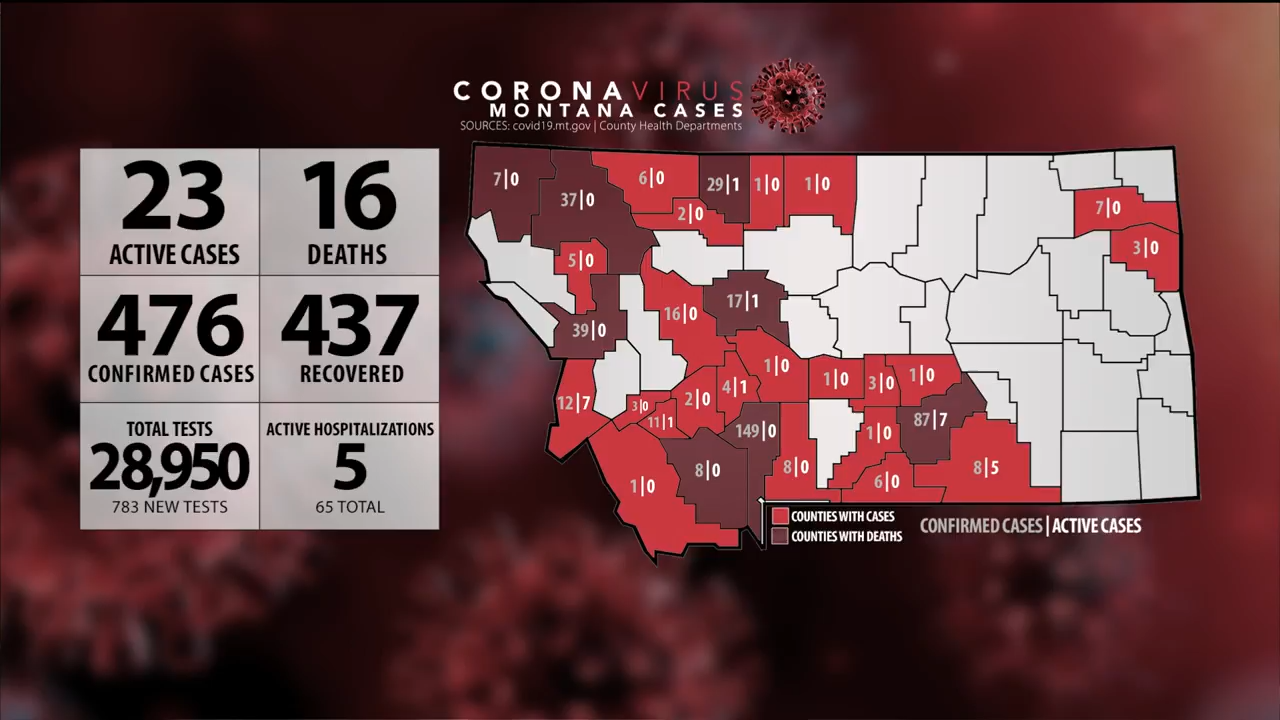 CORONAVIRUS
MONTANA CASES
SOURCES: covid19.mt.gov | County Health Departments
23
ACTIVE CASES
16
DEATHS
476
CONFIRMED CASES
437
RECOVERED
TOTAL TESTS
28,950
783 NEW TESTS
ACTIVE HOSPITALIZATIONS
5
65 TOTAL
7|0
37|0
6|0
29|1
1|0
1|0
2|0
7|0
3|0
5|0
39|0
16|0
17|1
1|0
12|7
3|0
11|1
2|0
4|1
1|0
3|0
1|0
149|0
1|0
87|7
1|0
8|0
8|0
6|0
8|5
COUNTIES WITH CASES
COUNTIES WITH DEATHS
CONFIRMED CASES | ACTIVE CASES